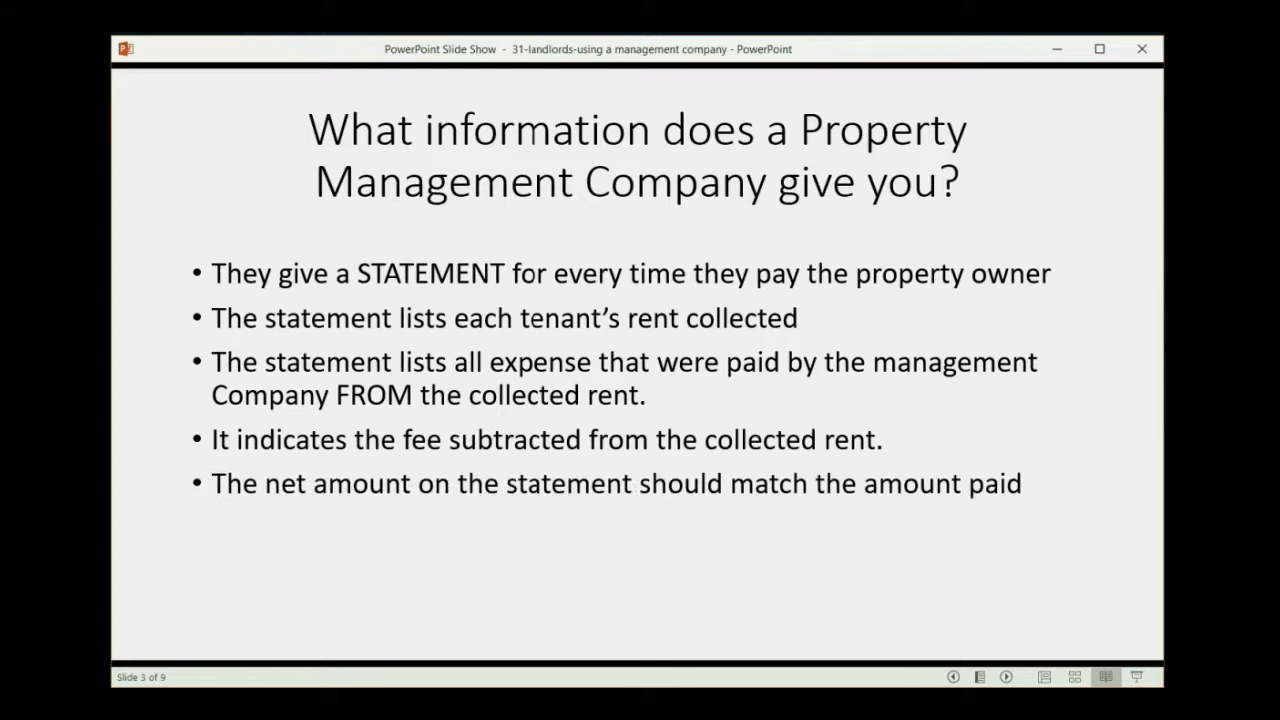 PowerPoint Slide Show - 31-landlords-using a management company - PowerPoint
What information does a Property
Management Company give you?
• They give a STATEMENT for every time they pay the property owner
• The statement lists each tenant’s rent collected
• The statement lists all expense that were paid by the management
Company FROM the collected rent.
• It indicates the fee subtracted from the collected rent.
• The net amount on the statement should match the amount paid
Slide 3 of 9